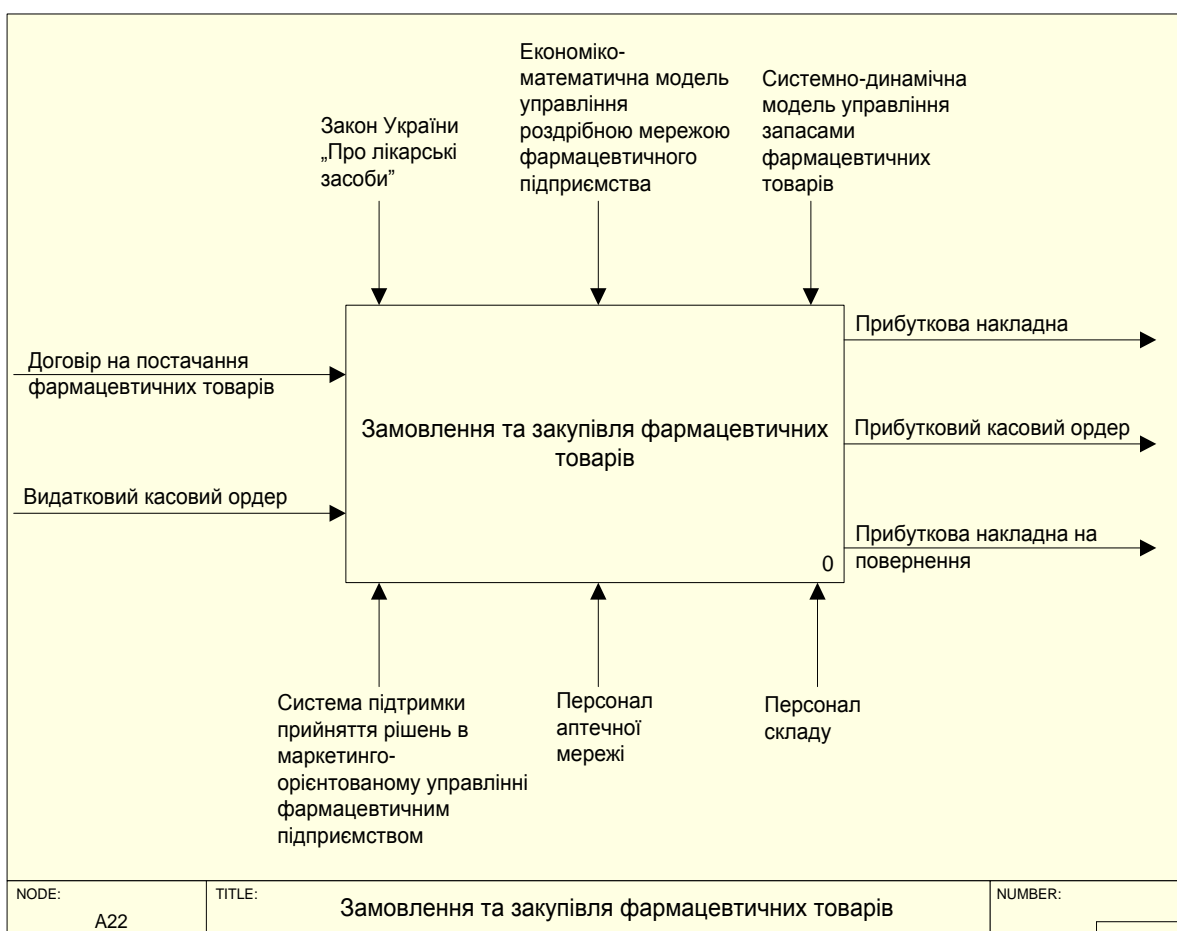 Економіко-
математична модель
управління
роздрібною мережою
фармацевтичного
підприємства
Системно-динамічна
модель управління
запасами
фармацевтичних
товарів
Закон України
„Про лікарські
засоби”
Договір на постачання
фармацевтичних товарів
Видатковий касовий ордер
Замовлення та закупівля фармацевтичних
товарів
0
Прибуткова накладна
Прибутковий касовий ордер
Прибуткова накладна на
повернення
Система підтримки
прийняття рішень в
маркетинго-
орієнтованому управлінні
фармацевтичним
підприємством
Персонал
аптечної
мережі
Персонал
складу
NODE:
A22
TITLE:
Замовлення та закупівля фармацевтичних товарів
NUMBER: